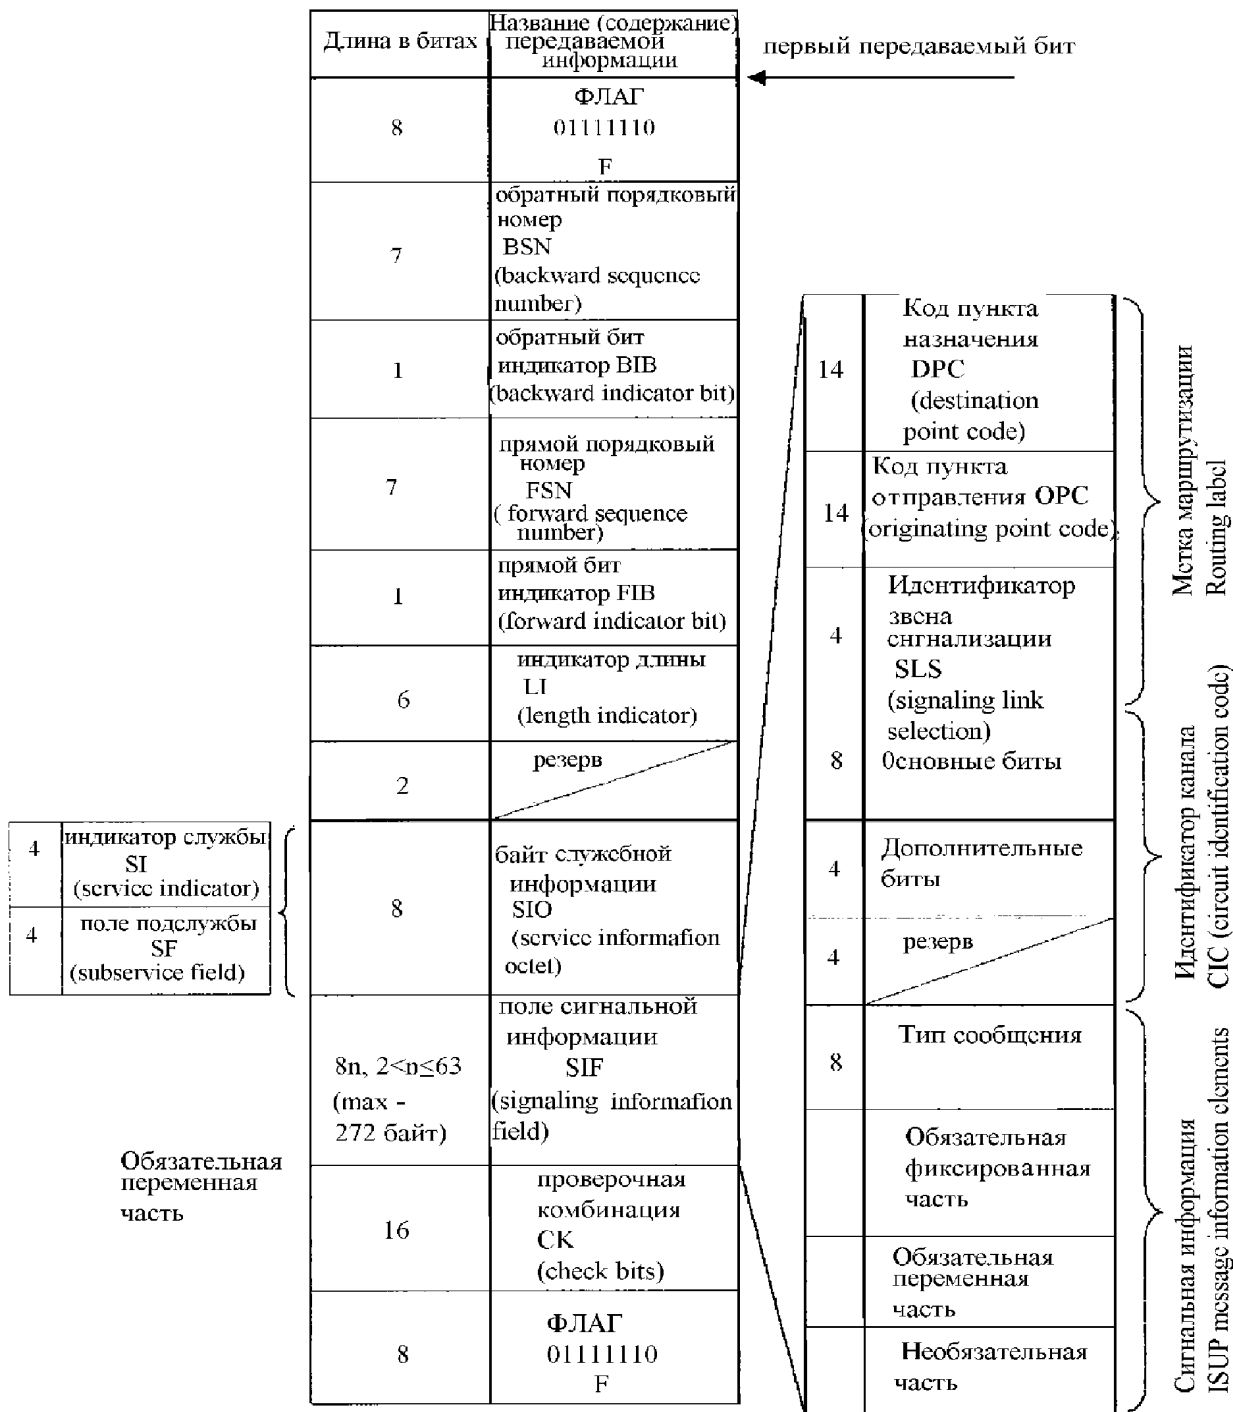 Длина в битах
Название (содержание)
передаваемой
информации
первый передаваемый бит
8
ФЛАГ
01111110
F
7
обратный порядковый
номер
BSN
(backward sequence
number)
1
обратный бит
индикатор BIB
(backward indicator bit)
7
прямой порядковый
номер
FSN
( forward sequence
number)
1
прямой бит
индикатор FIB
(forward indicator bit)
6
индикатор длины
LI
(length indicator)
2
резерв
4
индикатор службы
SI
(service indicator)
4
поле подслужбы
SF
(subservice field)
8
байт служебной
информации
SIO
(service informafion
octet)
8n, 2<n≤63
(max -
272 байт)
поле сигнальной
информации
SIF
(signaling informafion
field)
Обязательная
переменная
часть
16
проверочная
комбинация
CK
(check bits)
8
ФЛАГ
01111110
F
14
Код пункта
назначения
DPC
(destination
point code)
14
Код пункта
отправления OPC
(originating point code)
4
Идентификатор
звена
снгнализации
SLS
(signaling link
selection)
8
0сновные биты
4
Дополнительные
биты
4
резерв
8
Тип сообщения
Обязательная
фиксированная
часть
Обязательная
переменная
часть
Необязательная
часть
Метка маршрутизации
Routing label
Идентификатор канала
CIC (circuit identification code)
Сигнальная информация
ISUP message information elements